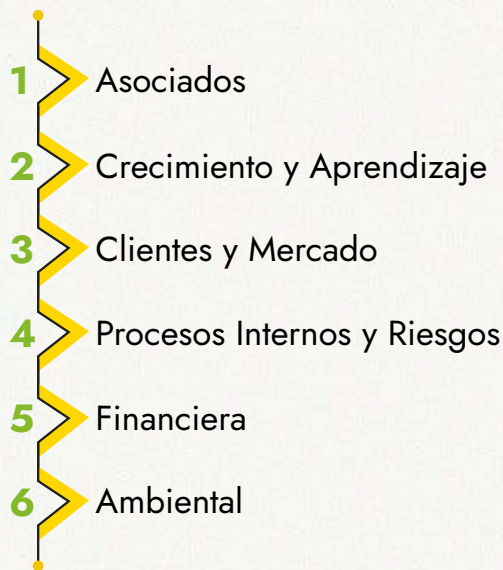 1 Asociados
2 Crecimiento y Aprendizaje
3 Clientes y Mercado
4 Procesos Internos y Riesgos
5 Financiera
6 Ambiental